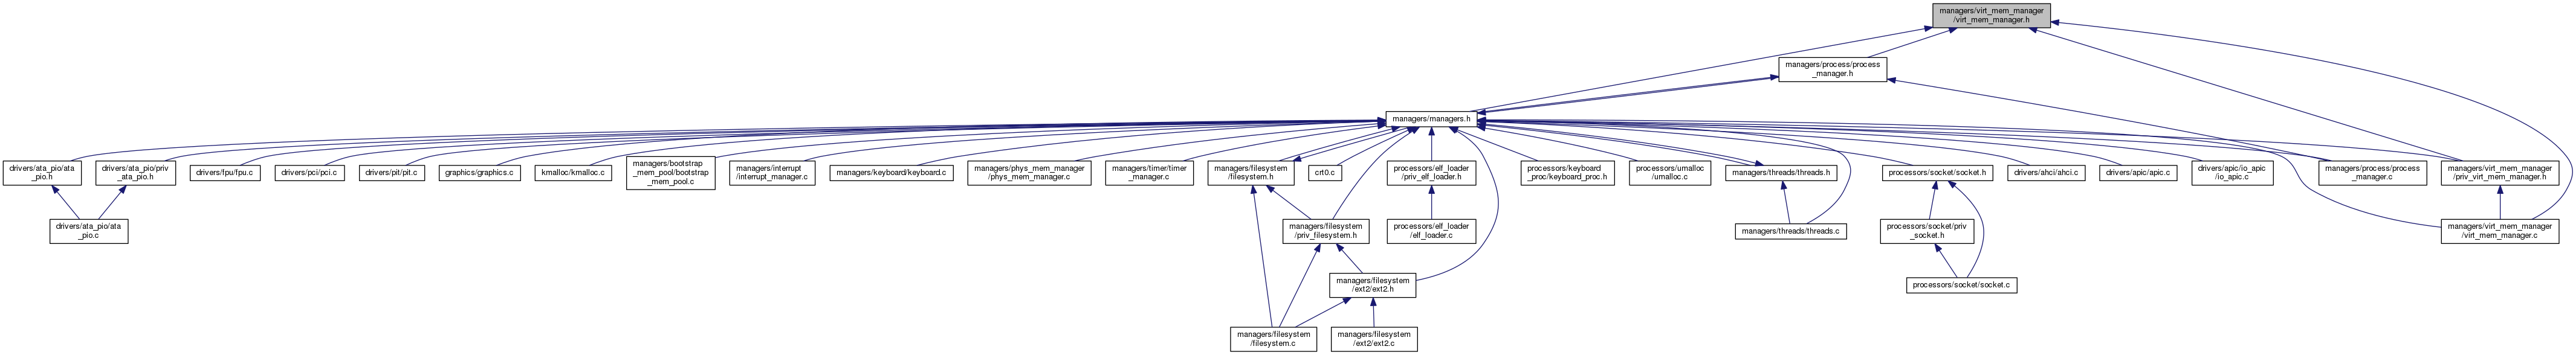 managers/virt_mem_manager
/virt_mem_manager.h
managers/process/process
_manager.h
managers/managers.h
drivers/ata_pio/ata
_pio.h
drivers/ata_pio/priv
_ata_pio.h
drivers/fpu/fpu.c
drivers/pci/pci.c
drivers/pit/pit.c
graphics/graphics.c
kmalloc/kmalloc.c
managers/bootstrap
_mem_pool/bootstrap
_mem_pool.c
managers/interrupt
/interrupt_manager.c
managers/keyboard/keyboard.c
managers/phys_mem_manager
/phys_mem_manager.c
managers/timer/timer
_manager.c
managers/filesystem
/filesystem.h
crt0.c
processors/elf_loader
/priv_elf_loader.h
processors/keyboard
_proc/keyboard_proc.h
processors/umalloc
/umalloc.c
managers/threads/threads.h
processors/socket/socket.h
drivers/ahci/ahci.c
drivers/apic/apic.c
drivers/apic/io_apic
/io_apic.c
managers/process/process
_manager.c
managers/virt_mem_manager
/priv_virt_mem_manager.h
drivers/ata_pio/ata
_pio.c
managers/filesystem
/priv_filesystem.h
processors/elf_loader
/elf_loader.c
managers/threads/threads.c
processors/socket/priv
_socket.h
managers/virt_mem_manager
/virt_mem_manager.c
managers/filesystem
/ext2/ext2.h
processors/socket/socket.c
managers/filesystem
/filesystem.c
managers/filesystem
/ext2/ext2.c